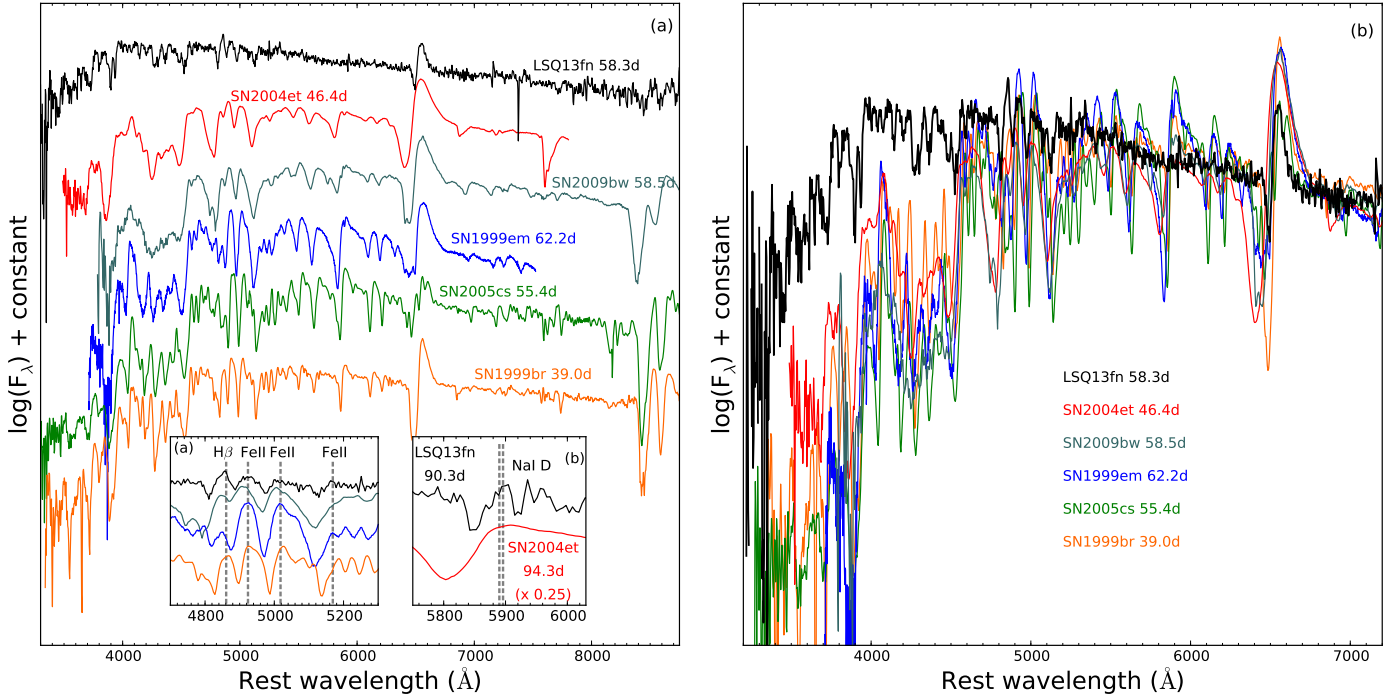 (a)
LSQ13fn 58.3d
SN2004et 46.4d
SN2009bw 58.5d
SN1999em 62.2d
SN2005cs 55.4d
SN1999br 39.0d
log(Fλ) + constant
(a)
Hβ FeII FeII FeII
4800 5000 5200
LSQ13fn
90.3d
(b)
NaI D
SN2004et
94.3d
(x 0.25)
5800 5900 6000
4000 5000 6000 7000 8000
Rest wavelength (Å)
(b)
log(Fλ) + constant
LSQ13fn 58.3d
SN2004et 46.4d
SN2009bw 58.5d
SN1999em 62.2d
SN2005cs 55.4d
SN1999br 39.0d
4000 5000 6000 7000
Rest wavelength (Å)